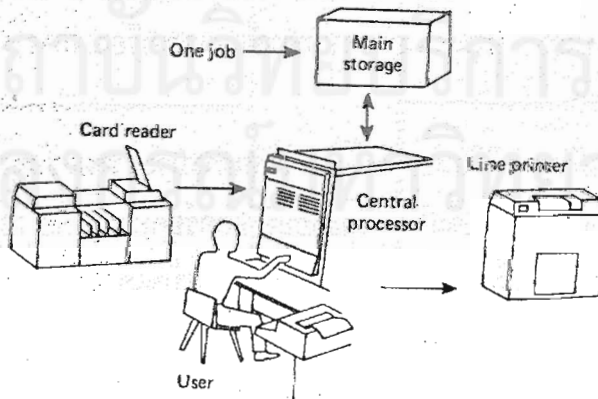 One job
Main
storage
Card reader
Line printer
Central
processor
User